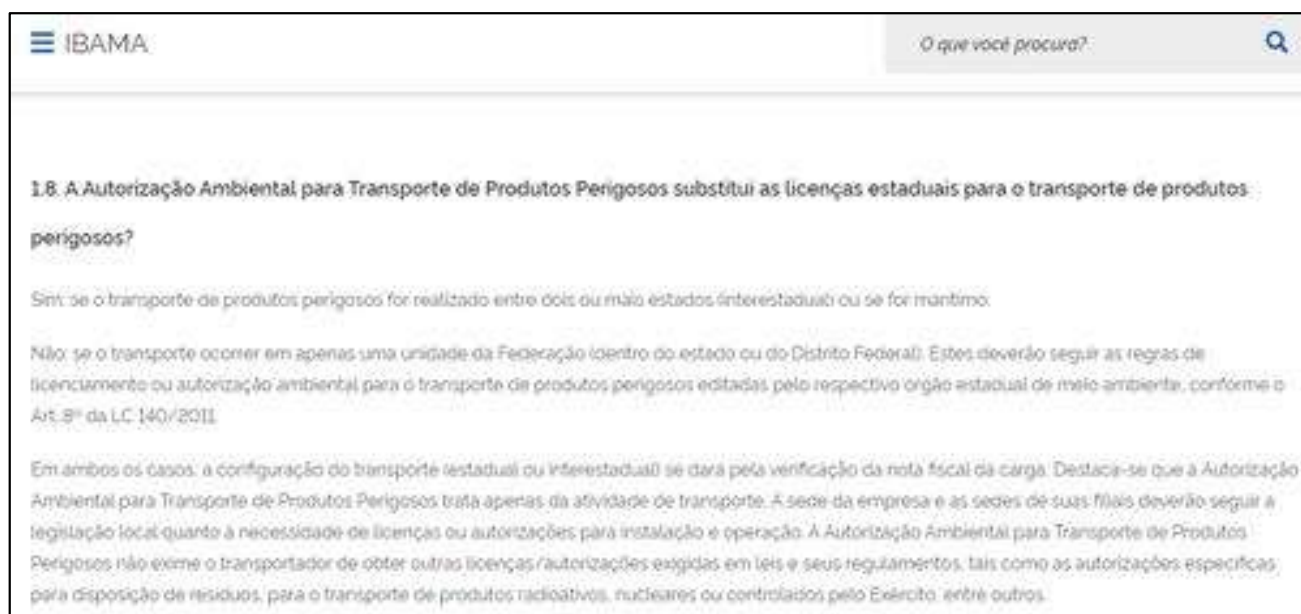 IBAMA
O que você procura?
1.8. A Autorização Ambiental para Transporte de Produtos Perigosos substitui as licenças estaduais para o transporte de produtos
perigosos?
Sim: se o transporte de produtos perigosos for realizado entre dois ou mais estados (interestadual) ou se for marítimo.
Não: se o transporte ocorrer em apenas uma unidade da Federação (dentro do estado ou do Distrito Federal). Estes deverão seguir as regras de
licenciamento ou autorização ambiental para o transporte de produtos perigosos editadas pelo respectivo órgão estadual de meio ambiente, conforme o
Art. 8º da LC 140/2011.
Em ambos os casos, a configuração do transporte (estadual ou interestadual) se dará pela verificação da nota fiscal da carga. Destaca-se que a Autorização
Ambiental para Transporte de Produtos Perigosos trata apenas da atividade de transporte. A sede da empresa e as sedes de suas filiais deverão seguir a
legislação local quanto à necessidade de licenças ou autorizações para instalação e operação. A Autorização Ambiental para Transporte de Produtos
Perigosos não exime o transportador de obter outras licenças/autorizações exigidas em leis e seus regulamentos, tais como as autorizações específicas
para disposição de resíduos, para o transporte de produtos radioativos, nucleares ou controlados pelo Exército, entre outros.